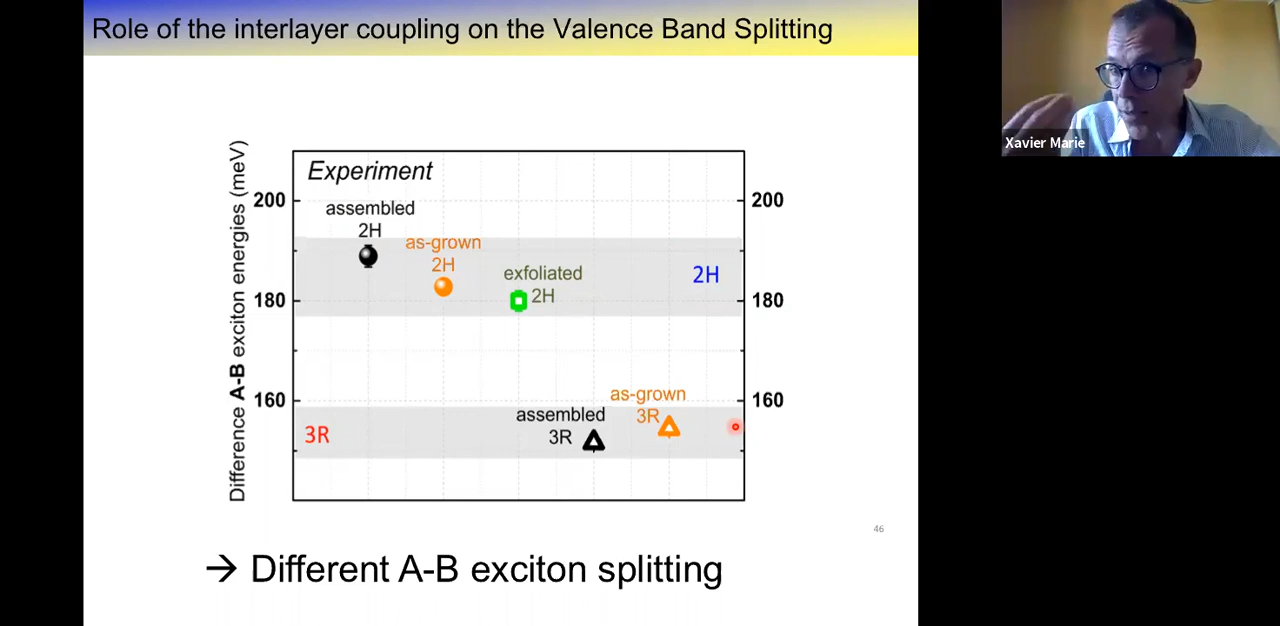 Role of the interlayer coupling on the Valence Band Splitting
Xavier Marie
Difference A-B exciton energies (meV)
Experiment
200
200
assembled
2H
as-grown
2H
exfoliated
2H
2H
180
180
160
160
as-grown
3R
assembled
3R
3R
46
→ Different A-B exciton splitting